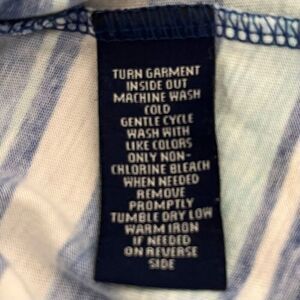 TURN GARMENT
INSIDE OUT
MACHINE WASH
COLD
GENTLE CYCLE
WASH WITH
LIKE COLORS
ONLY NON-
CHLORINE BLEACH
WHEN NEEDED
REMOVE
PROMPTLY
TUMBLE DRY LOW
WARM IRON
IF NEEDED
ON REVERSE
SIDE